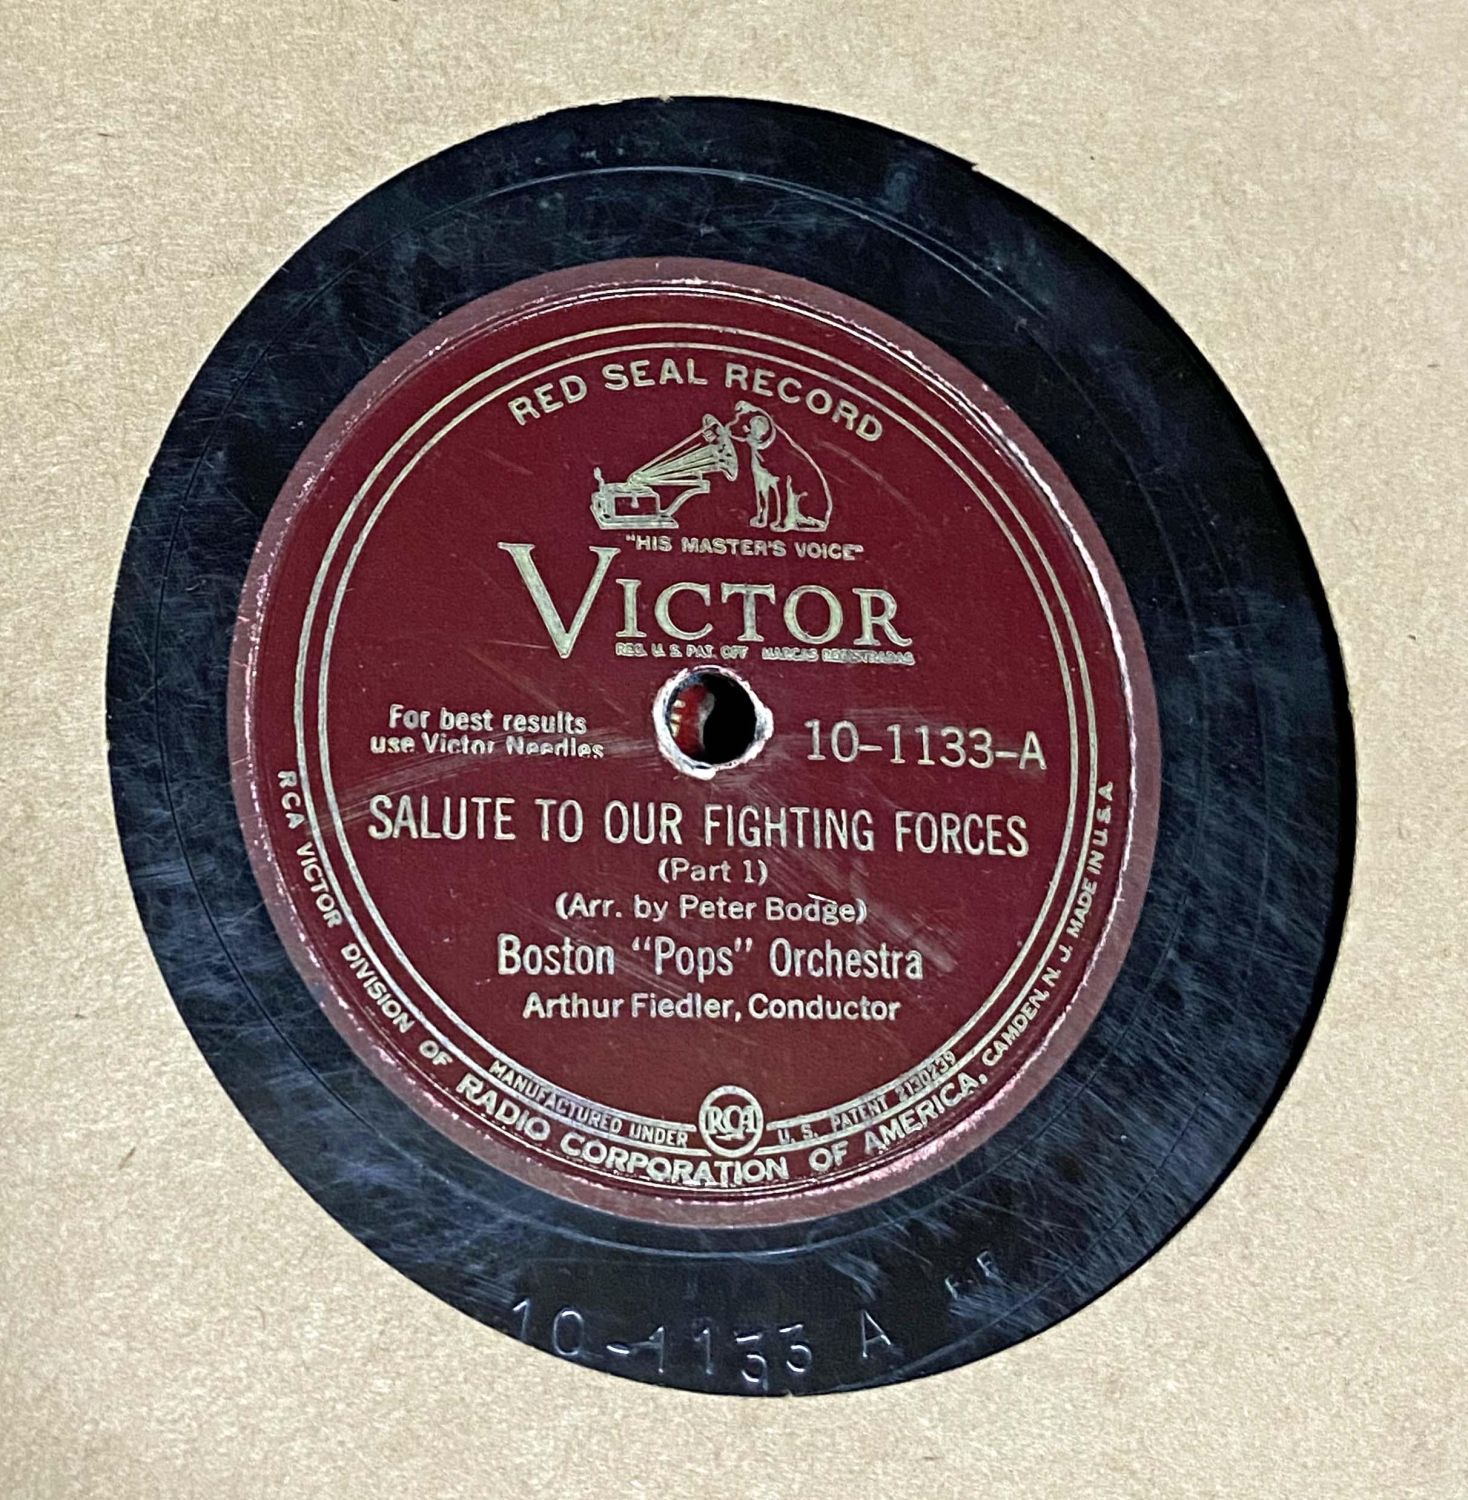 RED SEAL RECORD
"HIS MASTER'S VOICE"
VICTOR
REG. U. S. PAT. OFF. MARCAS REGISTRADAS
For best results
use Victor Needles
10-1133-A
SALUTE TO OUR FIGHTING FORCES
(Part 1)
(Arr. by Peter Bodge)
Boston "Pops" Orchestra
Arthur Fiedler, Conductor
MANUFACTURED UNDER RCA U. S. PATENT 2130239
RCA VICTOR DIVISION OF RADIO CORPORATION OF AMERICA, CAMDEN, N. J. MADE IN U.S.A.
10-1133 A